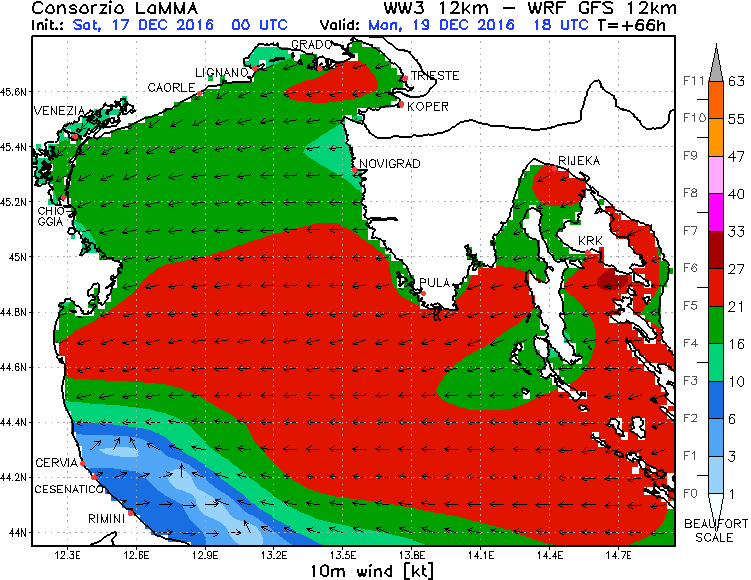 Consorzio LaMMA WW3 12km – WRF GFS 12km
Init.: Sat, 17 DEC 2016 00 UTC Valid: Mon, 19 DEC 2016 18 UTC T=+66h
GRADO
LIGNANO
TRIESTE
CAORLE
KOPER
VENEZIA
NOVIGRAD
RIJEKA
CHIO-
GGIA
KRK
PULA
CERVIA
CESENATICO
RIMINI
45.6N
45.4N
45.2N
45N
44.8N
44.6N
44.4N
44.2N
44N
12.3E 12.6E 12.9E 13.2E 13.5E 13.8E 14.1E 14.4E 14.7E
10m wind [kt]
F11 63
F10 55
F9 47
F8 40
F7 33
F6 27
F5 21
F4 16
F3 10
F2 6
F1 3
F0 1
BEAUFORT
SCALE